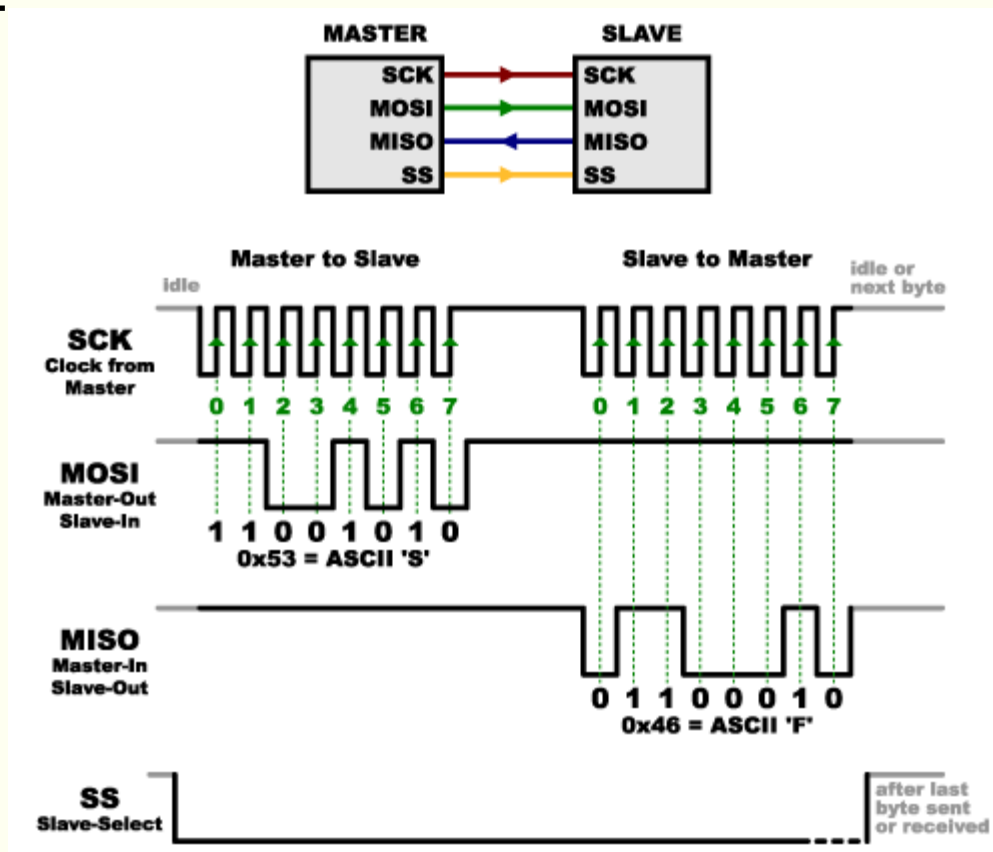 MASTER
SLAVE
SCK
SCK
MOSI
MOSI
MISO
MISO
SS
SS
Master to Slave
Slave to Master
idle
idle or
next byte
SCK
Clock from
Master
0 1 2 3 4 5 6 7
0 1 2 3 4 5 6 7
MOSI
Master-Out
Slave-In
1 1 0 0 1 0 1 0
0x53 = ASCII 'S'
MISO
Master-In
Slave-Out
0 1 1 0 0 0 1 0
0x46 = ASCII 'F'
SS
Slave-Select
after last
byte sent
or received